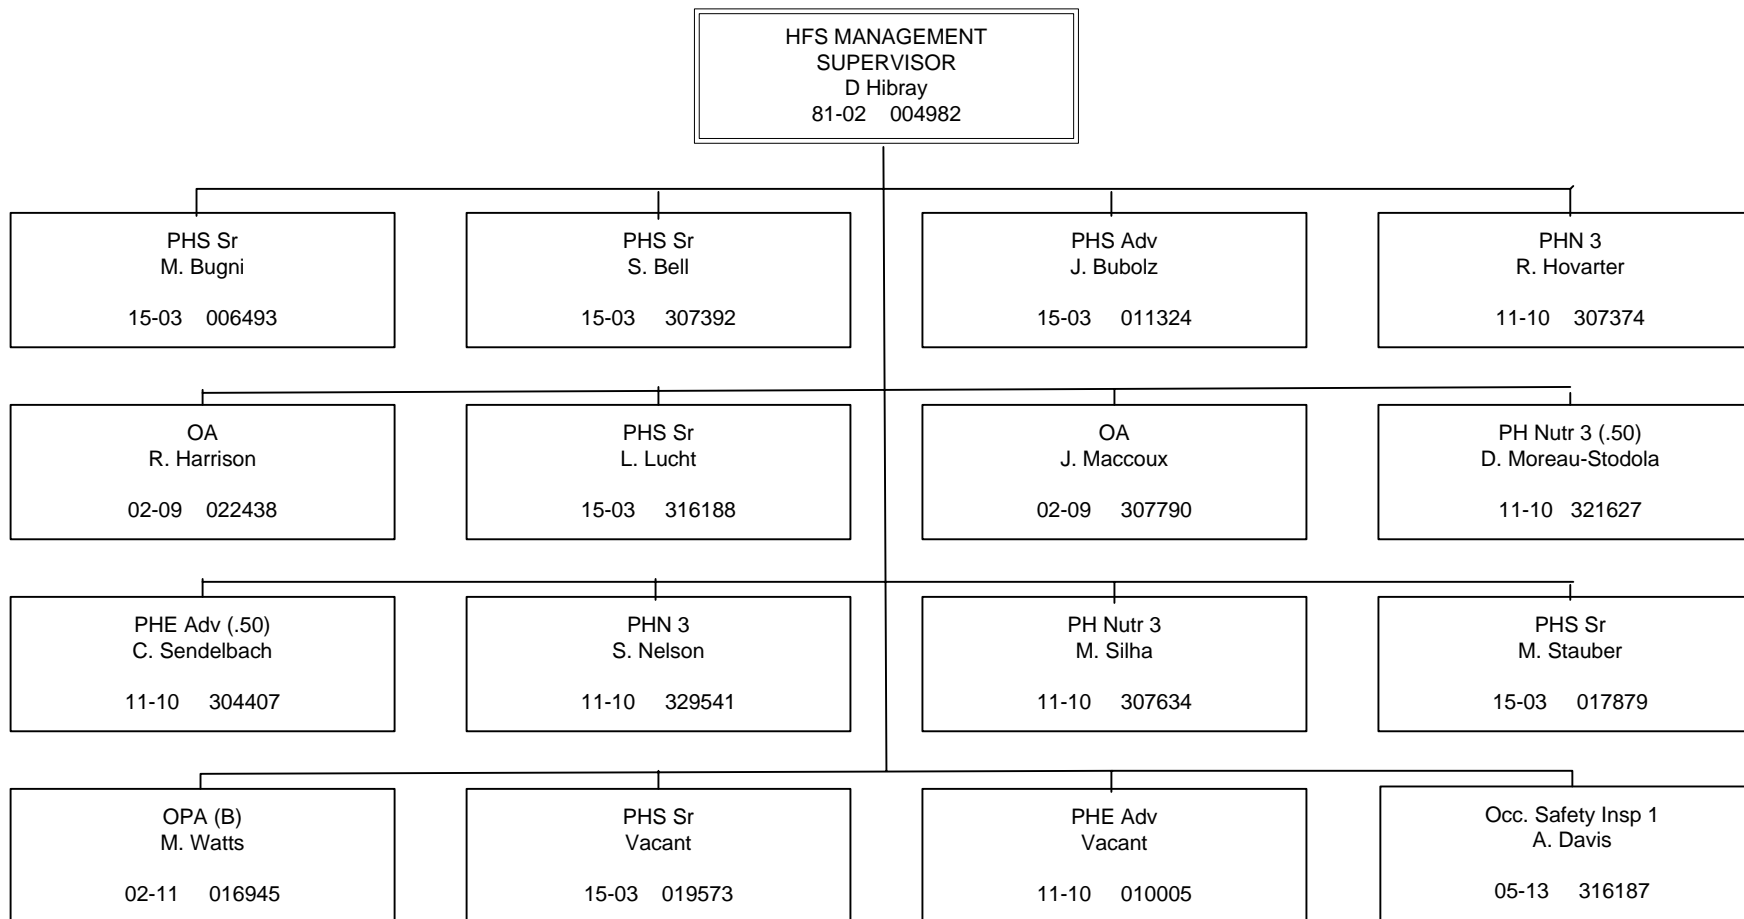 HFS MANAGEMENT
SUPERVISOR
D Hibray
81-02 004982
PHS Sr
M. Bugni
15-03 006493
PHS Sr
S. Bell
15-03 307392
PHS Adv
J. Bubolz
15-03 011324
PHN 3
R. Hovarter
11-10 307374
OA
R. Harrison
02-09 022438
PHS Sr
L. Lucht
15-03 316188
OA
J. Maccoux
02-09 307790
PH Nutr 3 (.50)
D. Moreau-Stodola
11-10 321627
PHE Adv (.50)
C. Sendelbach
11-10 304407
PHN 3
S. Nelson
11-10 329541
PH Nutr 3
M. Silha
11-10 307634
PHS Sr
M. Stauber
15-03 017879
OPA (B)
M. Watts
02-11 016945
PHS Sr
Vacant
15-03 019573
PHE Adv
Vacant
11-10 010005
Occ. Safety Insp 1
A. Davis
05-13 316187